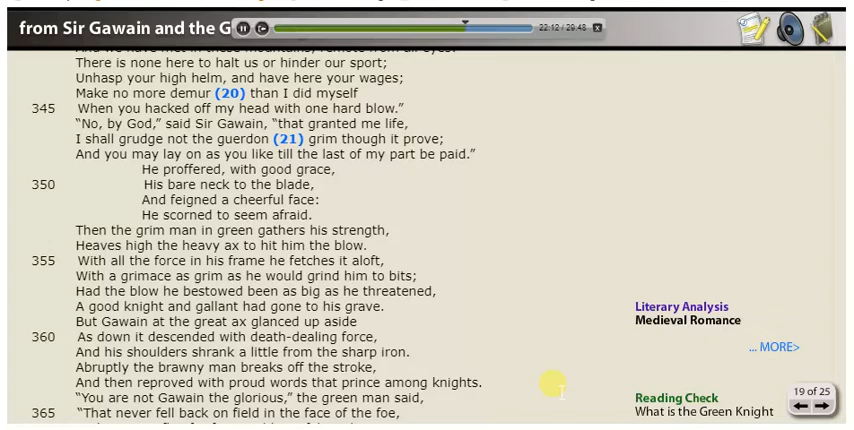 from Sir Gawain and the G
22:12 / 29:48
There is none here to halt us or hinder our sport;
Unhasp your high helm, and have here your wages;
Make no more demur (20) than I did myself
345 When you hacked off my head with one hard blow.”
“No, by God,” said Sir Gawain, “that granted me life,
I shall grudge not the guerdon (21) grim though it prove;
And you may lay on as you like till the last of my part be paid.”
He proffered, with good grace,
350 His bare neck to the blade,
And feigned a cheerful face:
He scorned to seem afraid.
Then the grim man in green gathers his strength,
Heaves high the heavy ax to hit him the blow.
355 With all the force in his frame he fetches it aloft,
With a grimace as grim as he would grind him to bits;
Had the blow he bestowed been as big as he threatened,
A good knight and gallant had gone to his grave.
But Gawain at the great ax glanced up aside
360 As down it descended with death-dealing force,
And his shoulders shrank a little from the sharp iron.
Abruptly the brawny man breaks off the stroke,
And then reproved with proud words that prince among knights.
“You are not Gawain the glorious,” the green man said,
365 “That never fell back on field in the face of the foe,
Literary Analysis
Medieval Romance
... MORE>
Reading Check
What is the Green Knight
19 of 25